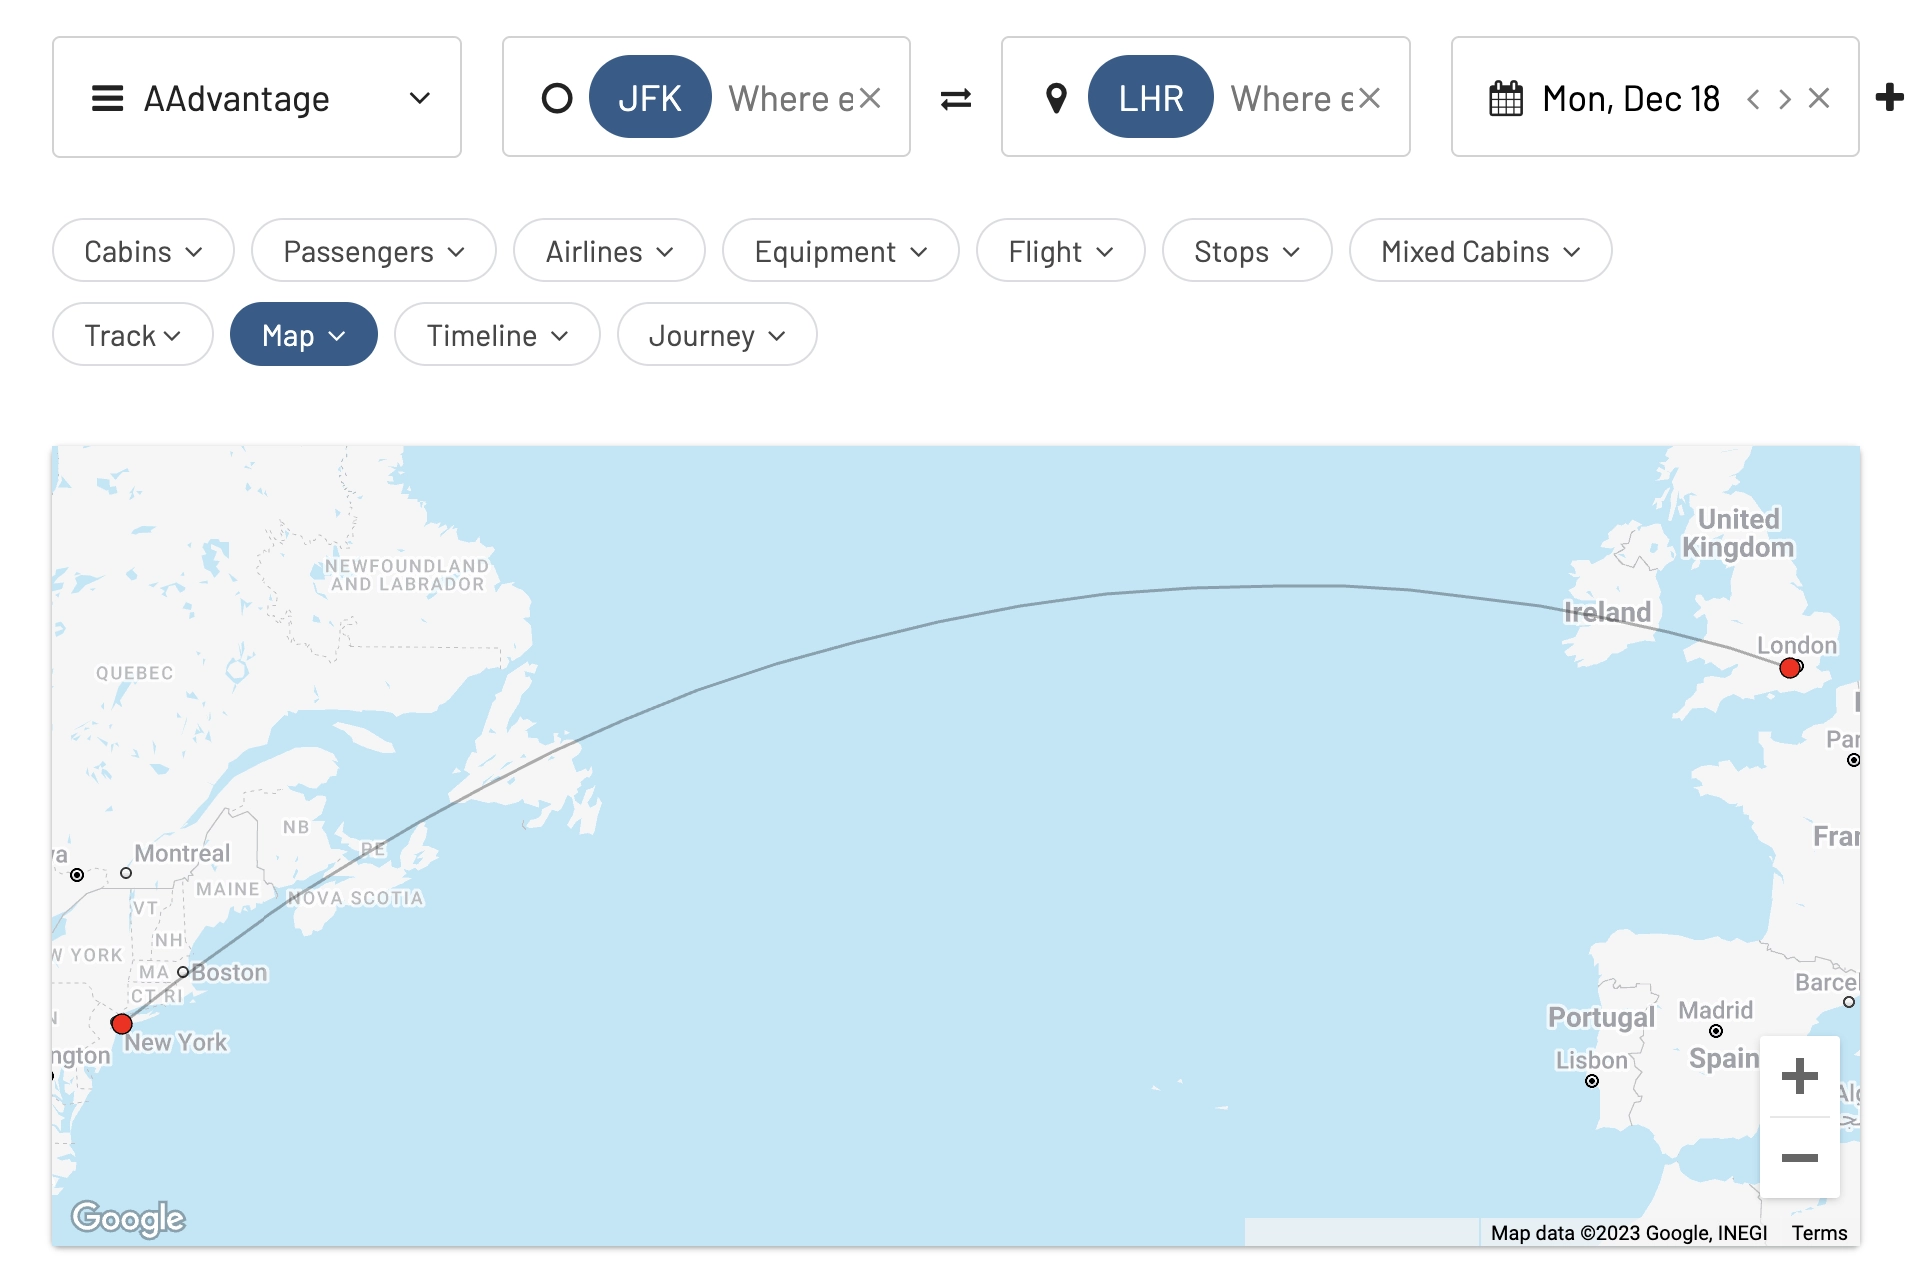 AAdvantage
JFK Where e
LHR Where e
Mon, Dec 18
Cabins
Passengers
Airlines
Equipment
Flight
Stops
Mixed Cabins
Track
Map
Timeline
Journey
United
Kingdom
NEWFOUNDLAND
AND LABRADOR
Ireland
London
QUEBEC
Par
NB
Fran
PE
Montreal
MAINE
NOVA SCOTIA
VT
NH
W YORK
MA
Boston
Barcel
CT RI
Portugal
Madrid
New York
ngton
Lisbon
Spain
Alg
Google
Map data ©2023 Google, INEGI
Terms